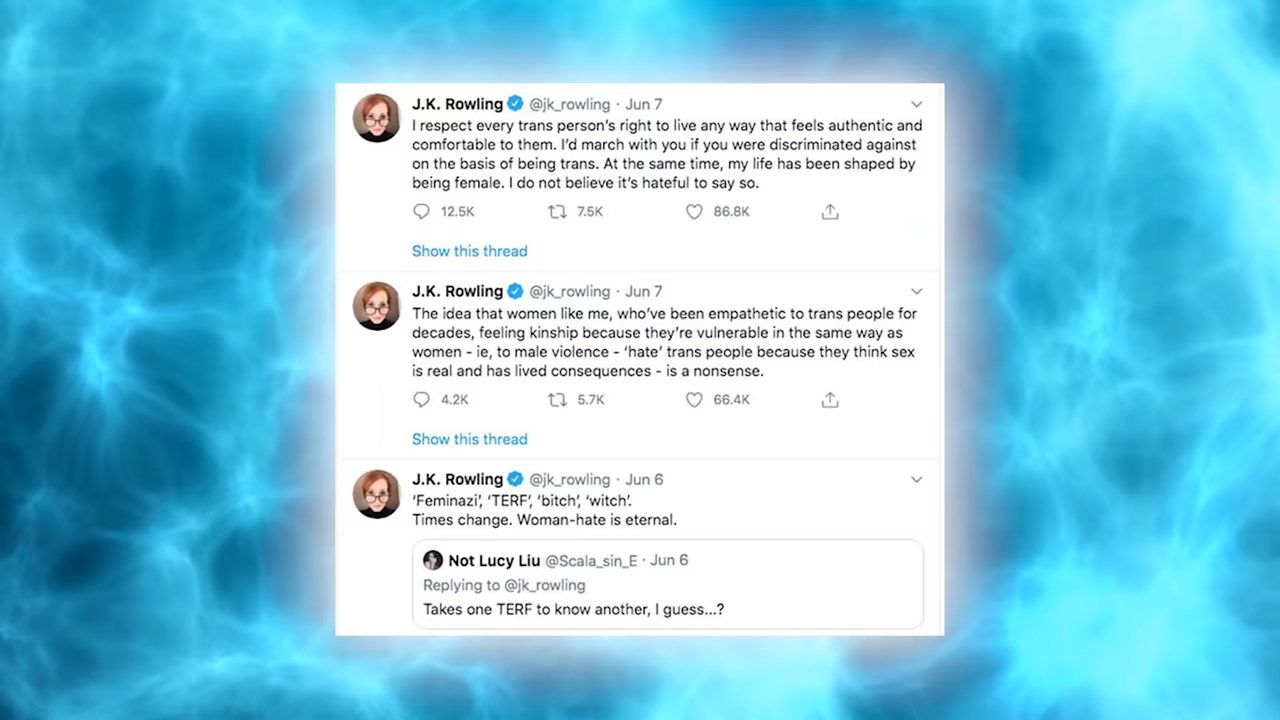 J.K. Rowling @jk_rowling · Jun 7
I respect every trans person's right to live any way that feels authentic and
comfortable to them. I'd march with you if you were discriminated against
on the basis of being trans. At the same time, my life has been shaped by
being female. I do not believe it's hateful to say so.
12.5K 7.5K 86.8K
Show this thread
J.K. Rowling @jk_rowling · Jun 7
The idea that women like me, who've been empathetic to trans people for
decades, feeling kinship because they're vulnerable in the same way as
women - ie, to male violence - ‘hate’ trans people because they think sex
is real and has lived consequences - is a nonsense.
4.2K 5.7K 66.4K
Show this thread
J.K. Rowling @jk_rowling · Jun 6
‘Feminazi’, ‘TERF’, ‘bitch’, ‘witch’.
Times change. Woman-hate is eternal.
Not Lucy Liu @Scala_sin_E · Jun 6
Replying to @jk_rowling
Takes one TERF to know another, I guess...?